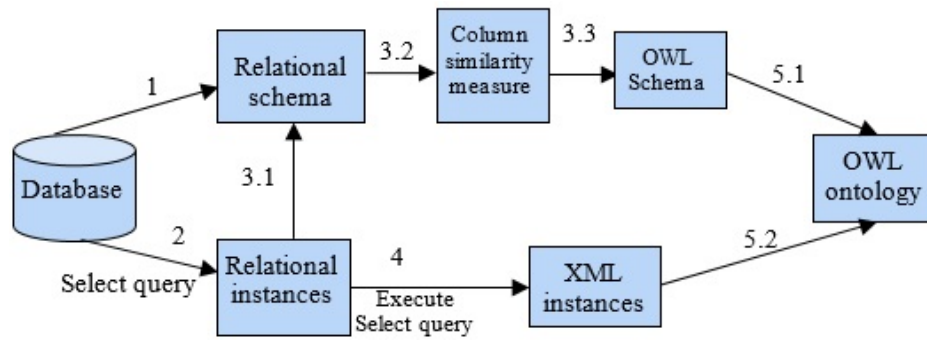 Column
similarity
measure
3.2
3.3
Relational
schema
OWL
Schema
5.1
1
Database
3.1
OWL
ontology
2
Select query
Relational
instances
4
Execute
Select query
XML
instances
5.2